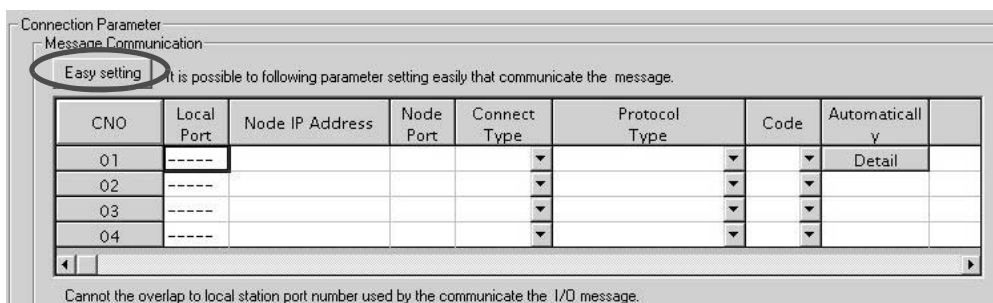 Connection Parameter
Message Communication
Easy setting It is possible to following parameter setting easily that communicate the message.
CNO Local Port Node IP Address Node Port Connect Type Protocol Type Code Automatically
01 ----- Detail
02 -----
03 -----
04 -----
Cannot the overlap to local station port number used by the communicate the I/O message.